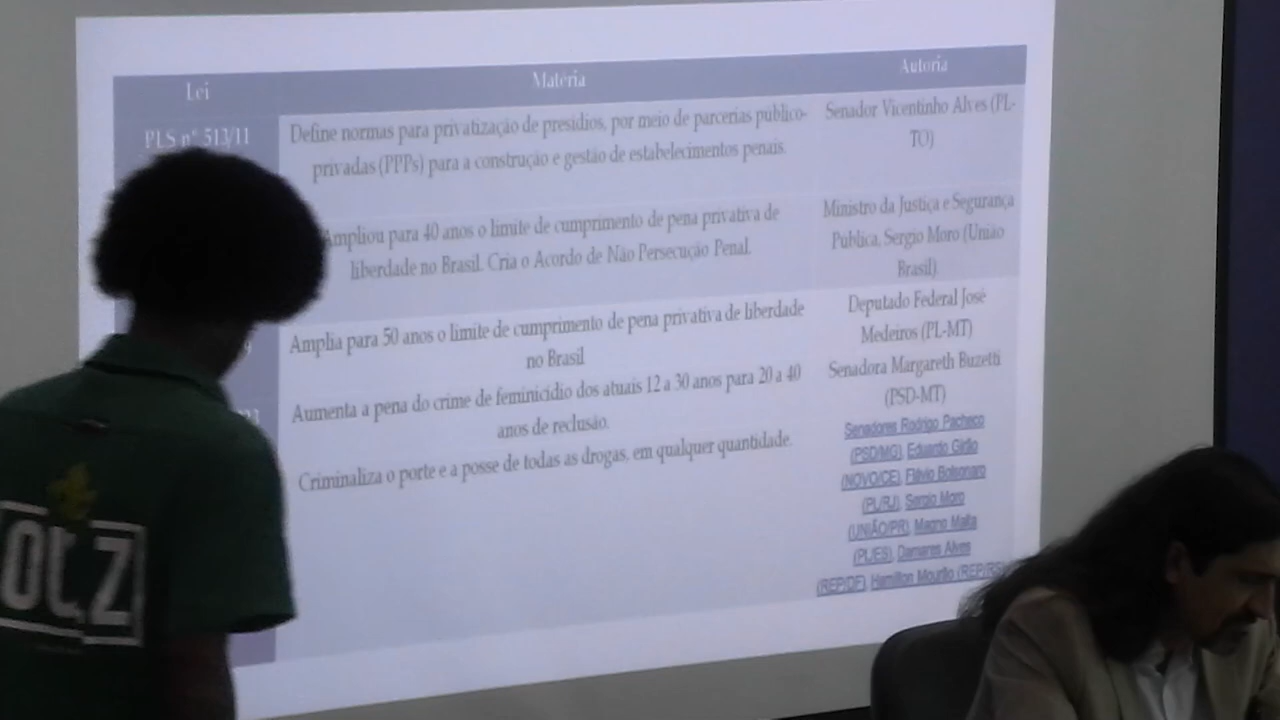 Lei Matéria Autoria
PLS nº 513/11
Define normas para privatização de presídios, por meio de parcerias público-
privadas (PPPs) para a construção e gestão de estabelecimentos penais.
Senador Vicentinho Alves (PL-
TO)
Ampliou para 40 anos o limite de cumprimento de pena privativa de
liberdade no Brasil. Cria o Acordo de Não Persecução Penal.
Ministro da Justiça e Segurança
Pública, Sergio Moro (União
Brasil)
Amplia para 50 anos o limite de cumprimento de pena privativa de liberdade
no Brasil
Deputado Federal José
Medeiros (PL-MT)
Aumenta a pena do crime de feminicídio dos atuais 12 a 30 anos para 20 a 40
anos de reclusão.
Senadora Margareth Buzetti
(PSD-MT)
Criminaliza o porte e a posse de todas as drogas, em qualquer quantidade.
Senadores Rodrigo Pacheco
(PSD/MG), Eduardo Girão
(NOVO/CE), Flávio Bolsonaro
(PL/RJ), Sergio Moro
(UNIÃO/PR), Magno Malta
(PL/ES), Damares Alves
(REP/DF), Hamilton Mourão (REP/RS)